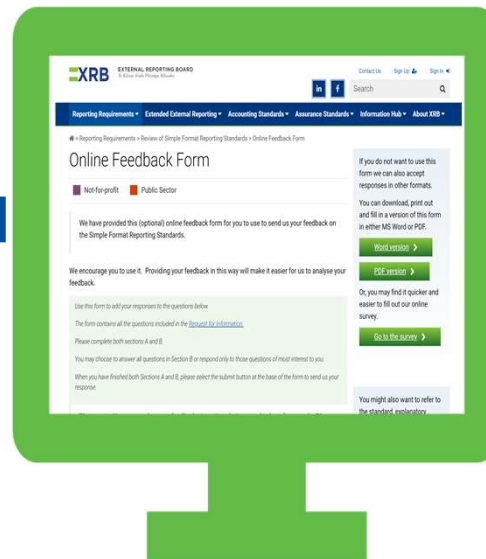 XRB EXTERNAL REPORTING BOARD
Te Kāwai Ārahi Pūrongo Mōwaho
Contact Us Sign Up Sign In
in f Search
Reporting Requirements Extended External Reporting Accounting Standards Assurance Standards Information Hub About XRB
> Reporting Requirements > Review of Simple Format Reporting Standards > Online Feedback Form
Online Feedback Form
Not-for-profit Public Sector
We have provided this (optional) online feedback form for you to use to send us your feedback on
the Simple Format Reporting Standards.
We encourage you to use it. Providing your feedback in this way will make it easier for us to analyse your
feedback.
Use this form to add your responses to the questions below.
The form contains all the questions included in the Request for Information.
Please complete both sections A and B.
You may choose to answer all questions in Section B or respond only to those questions of most interest to you.
When you have finished both Sections A and B, please select the submit button at the base of the form to send us your
response.
If you do not want to use this
form we can also accept
responses in other formats.
You can download, print out
and fill in a version of this form
in either MS Word or PDF.
Word version
PDF version
Or, you may find it quicker and
easier to fill out our online
survey.
Go to the survey
You might also want to refer to
the standard, explanatory